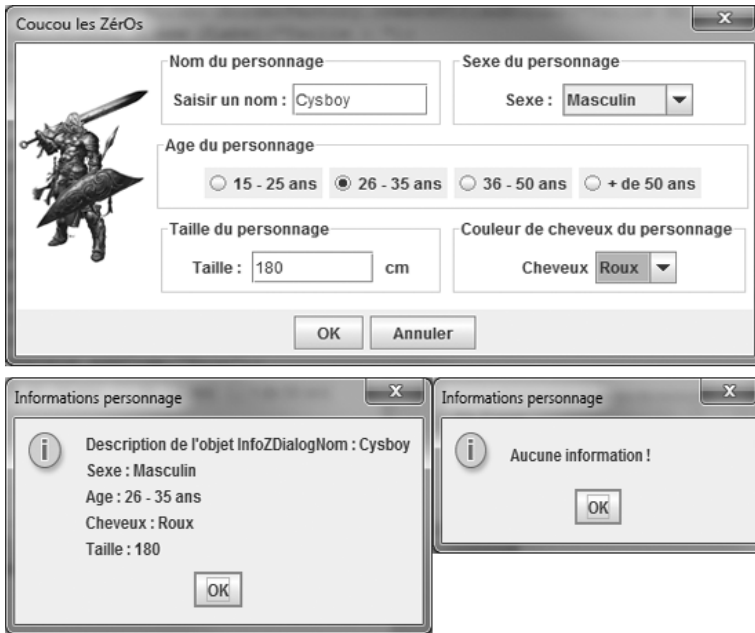 Coucou les ZérOs
Nom du personnage
Saisir un nom : Cysboy
Sexe du personnage
Sexe : Masculin
Age du personnage
15 - 25 ans
26 - 35 ans
36 - 50 ans
+ de 50 ans
Taille du personnage
Taille : 180 cm
Couleur de cheveux du personnage
Cheveux Roux
OK
Annuler
Informations personnage
Description de l'objet InfoZDialogNom : Cysboy
Sexe : Masculin
Age : 26 - 35 ans
Cheveux : Roux
Taille : 180
OK
Informations personnage
Aucune information !
OK